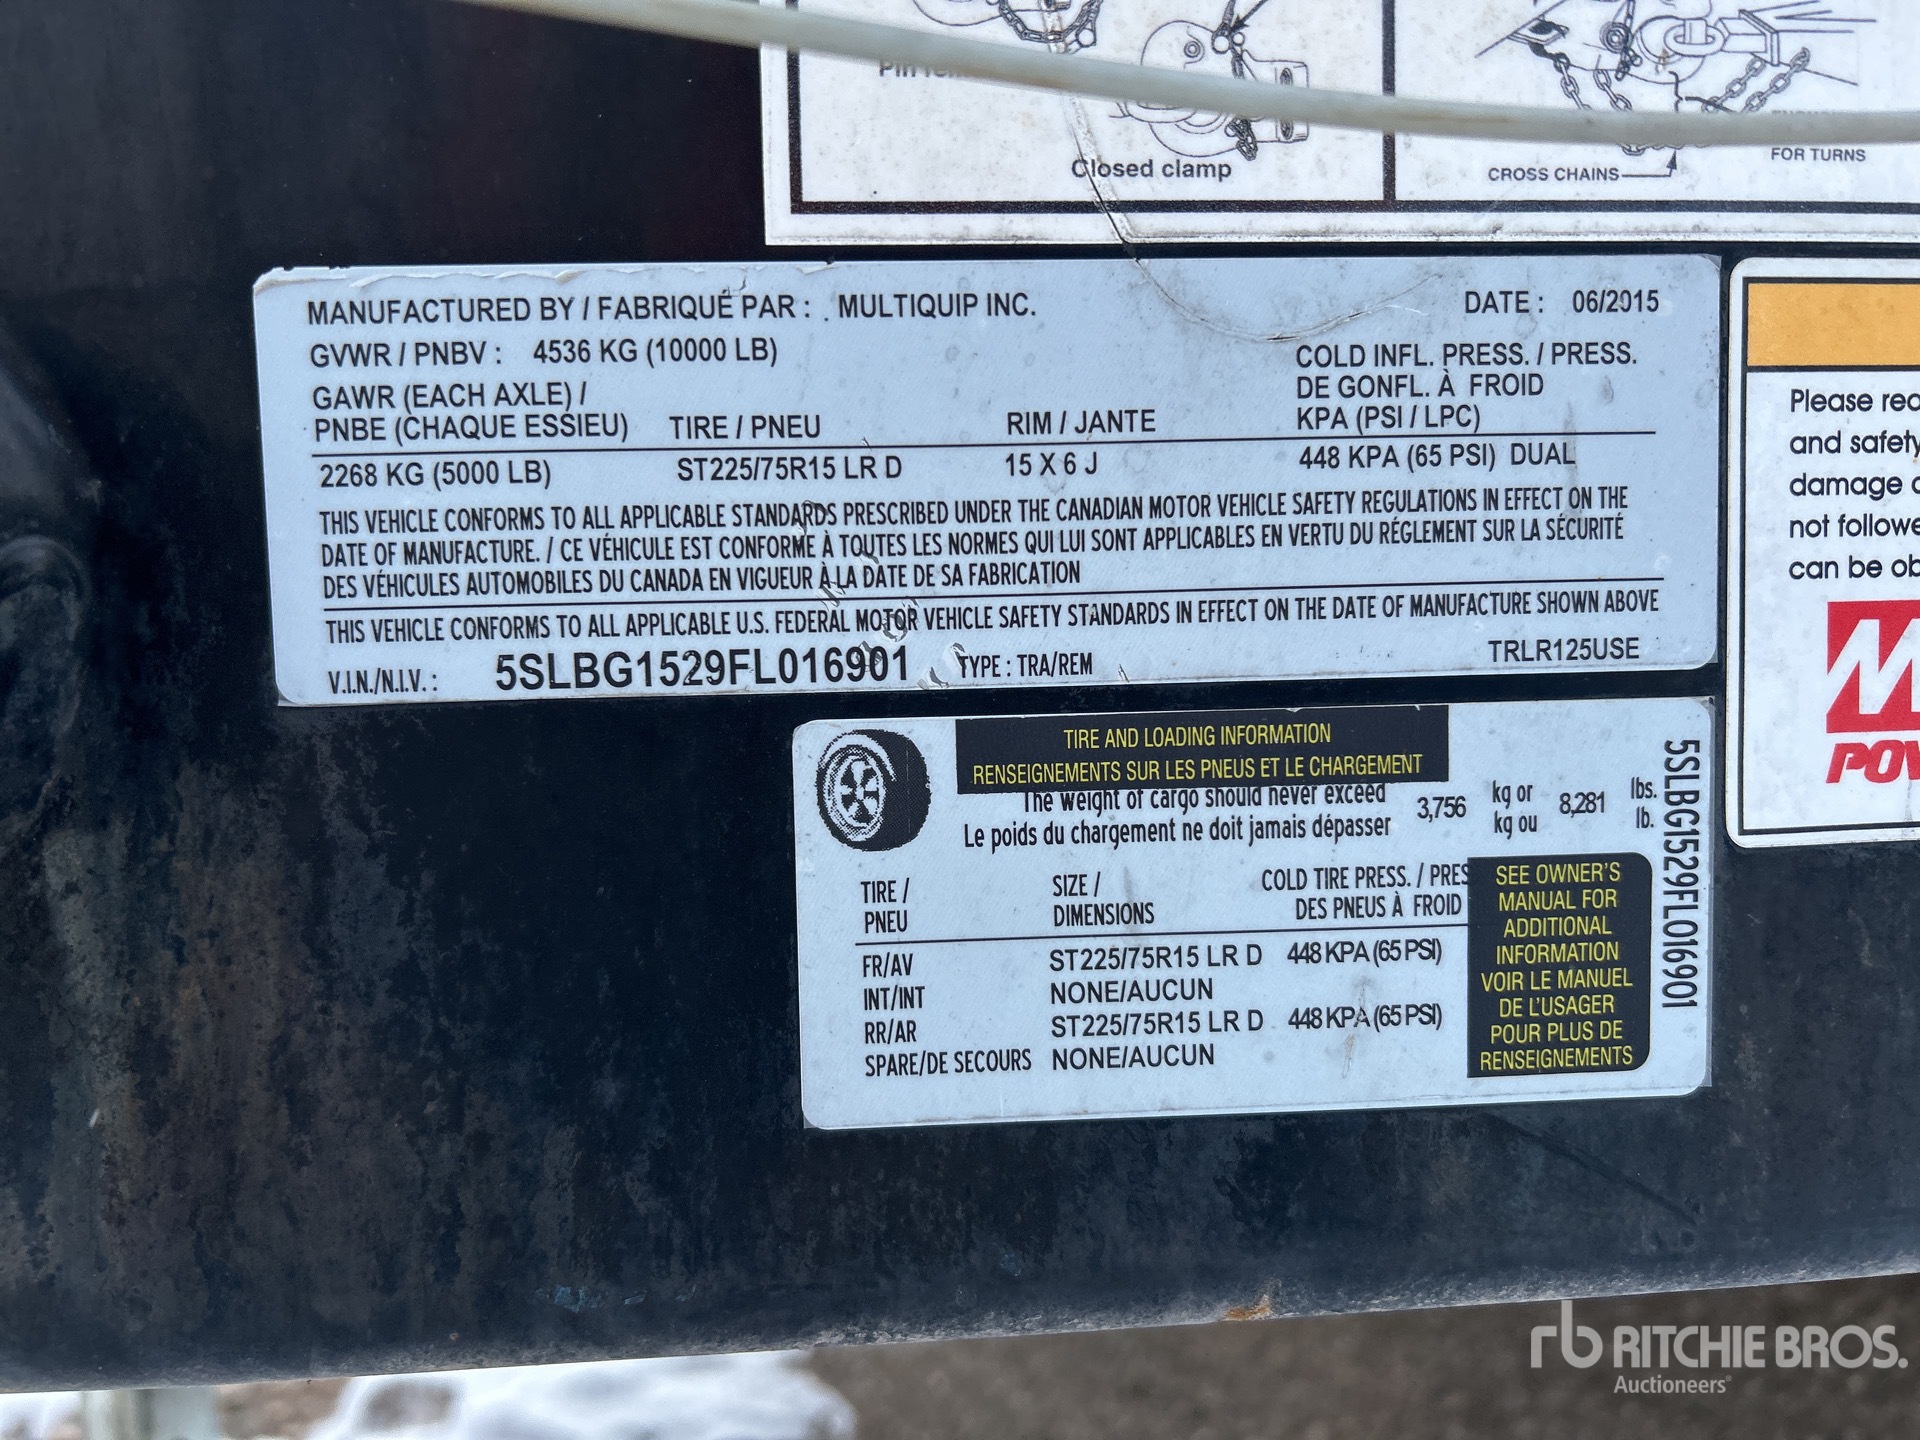 Closed clamp
CROSS CHAINS
FOR TURNS
MANUFACTURED BY / FABRIQUÉ PAR : MULTIQUIP INC. DATE : 06/2015
GVWR / PNBV : 4536 KG (10000 LB)
GAWR (EACH AXLE) /
PNBE (CHAQUE ESSIEU) TIRE / PNEU RIM / JANTE
COLD INFL. PRESS. / PRESS.
DE GONFL. À FROID
KPA (PSI / LPC)
2268 KG (5000 LB) ST225/75R15 LR D 15 X 6 J 448 KPA (65 PSI) DUAL
THIS VEHICLE CONFORMS TO ALL APPLICABLE STANDARDS PRESCRIBED UNDER THE CANADIAN MOTOR VEHICLE SAFETY REGULATIONS IN EFFECT ON THE
DATE OF MANUFACTURE. / CE VÉHICULE EST CONFORME À TOUTES LES NORMES QUI LUI SONT APPLICABLES EN VERTU DU RÉGLEMENT SUR LA SÉCURITÉ
DES VÉHICULES AUTOMOBILES DU CANADA EN VIGUEUR À LA DATE DE SA FABRICATION
THIS VEHICLE CONFORMS TO ALL APPLICABLE U.S. FEDERAL MOTOR VEHICLE SAFETY STANDARDS IN EFFECT ON THE DATE OF MANUFACTURE SHOWN ABOVE
V.I.N./N.I.V. : 5SLBG1529FL016901 TYPE : TRA/REM TRLR125USE
Please
and safety
damage
not
can be
POW
TIRE AND LOADING INFORMATION
RENSEIGNEMENTS SUR LES PNEUS ET LE CHARGEMENT
The weight of cargo should never exceed 3,756 kg or 8,281 lbs.
Le poids du chargement ne doit jamais dépasser kg ou lb.
TIRE / SIZE / COLD TIRE PRESS. / PRES
PNEU DIMENSIONS DES PNEUS À FROID
FR/AV ST225/75R15 LR D 448 KPA (65 PSI)
INT/INT NONE/AUCUN
RR/AR ST225/75R15 LR D 448 KPA (65 PSI)
SPARE/DE SECOURS NONE/AUCUN
SEE OWNER'S
MANUAL FOR
ADDITIONAL
INFORMATION
VOIR LE MANUEL
DE L'USAGER
POUR PLUS DE
RENSEIGNEMENTS
5SLBG1529FL016901
rb RITCHIE BROS.
Auctioneers